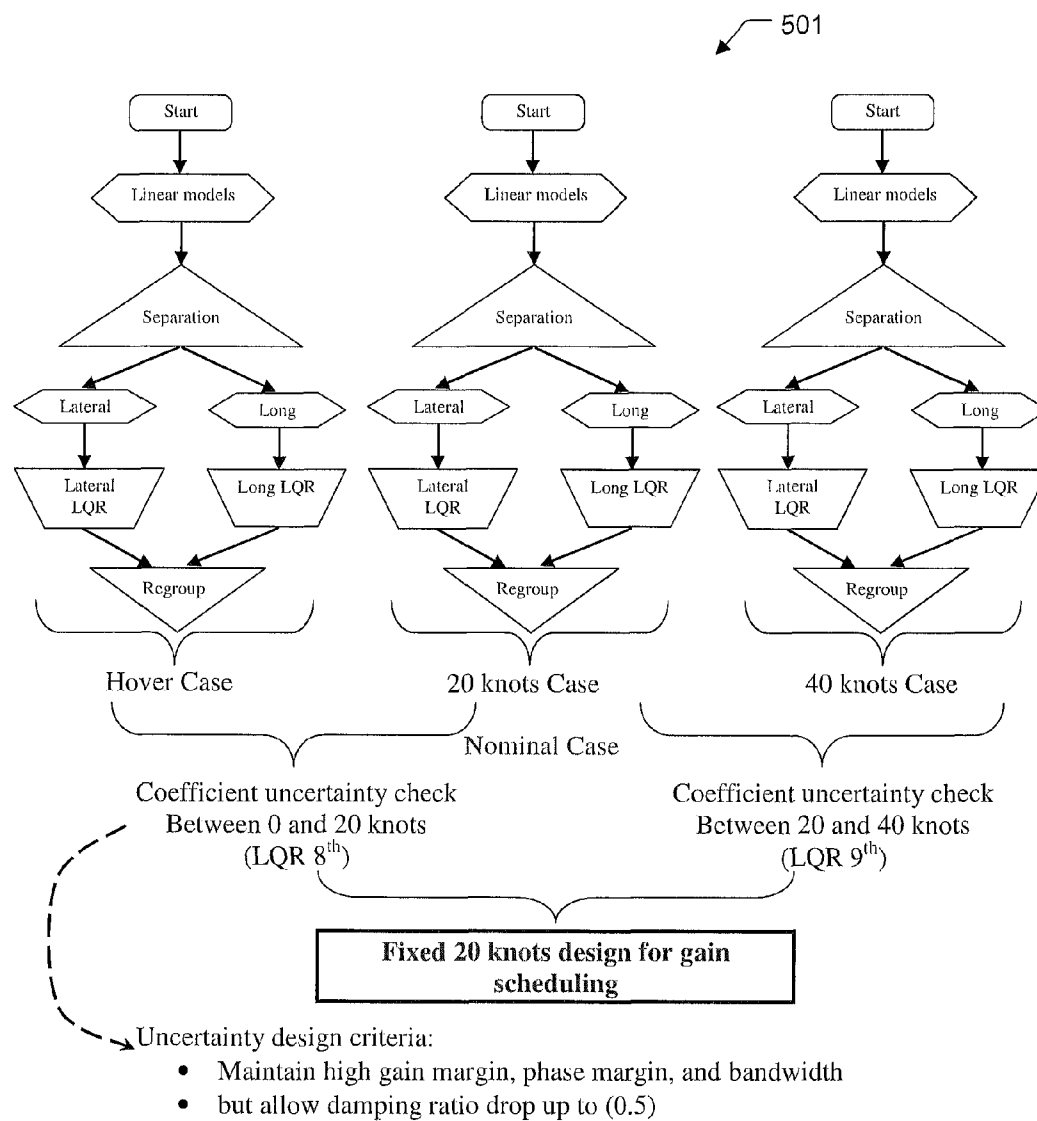 501
Start
Start
Start
Linear models
Linear models
Linear models
Separation
Separation
Separation
Lateral
Long
Lateral
Long
Lateral
Long
Lateral
LQR
Long LQR
Lateral
LQR
Long LQR
Lateral
LQR
Long LQR
Regroup
Regroup
Regroup
Hover Case
20 knots Case
40 knots Case
Nominal Case
Coefficient uncertainty check
Between 0 and 20 knots
(LQR 8th)
Coefficient uncertainty check
Between 20 and 40 knots
(LQR 9th)
Fixed 20 knots design for gain
scheduling
Uncertainty design criteria:
• Maintain high gain margin, phase margin, and bandwidth
• but allow damping ratio drop up to (0.5)